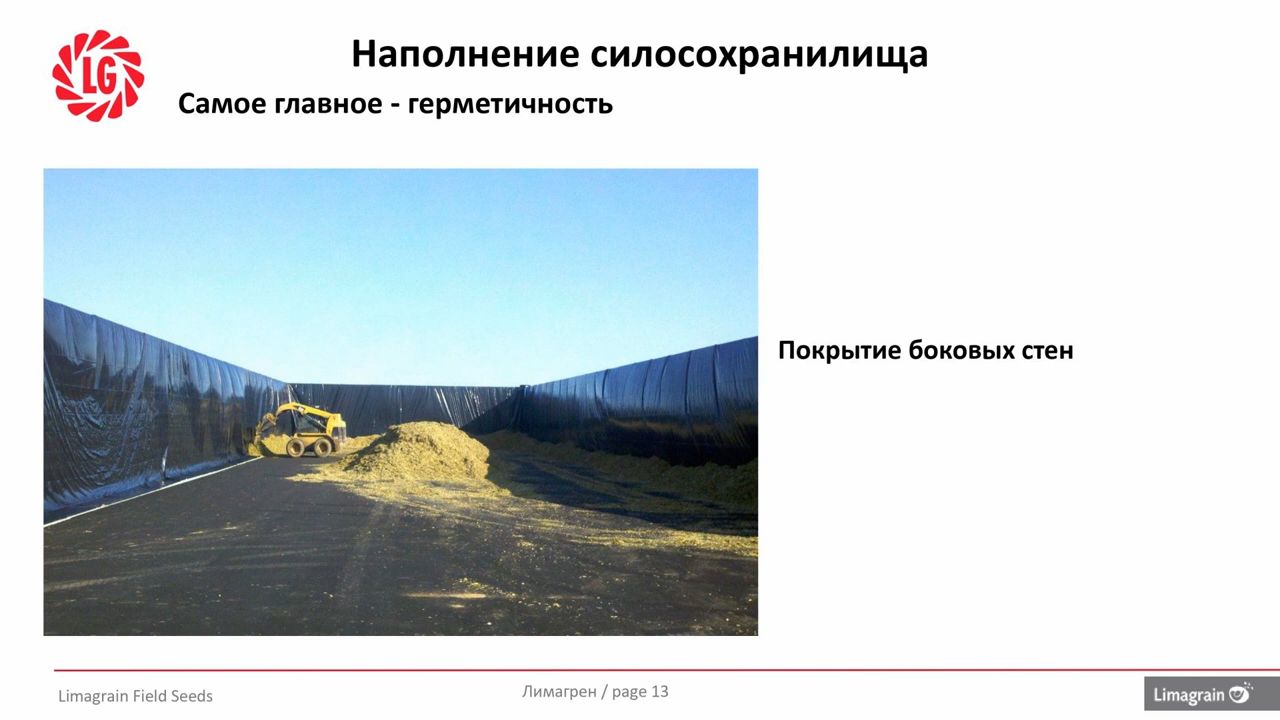 LG
Наполнение силосохранилища
Самое главное - герметичность
Покрытие боковых стен
Limagrain Field Seeds
Лимагрен / page 13
Limagrain